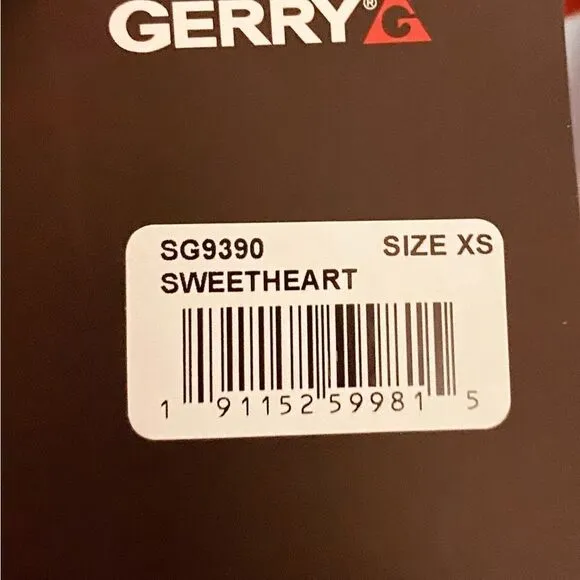 GERRY® G
SG9390 SIZE XS
SWEETHEART
1 91152 59981 5